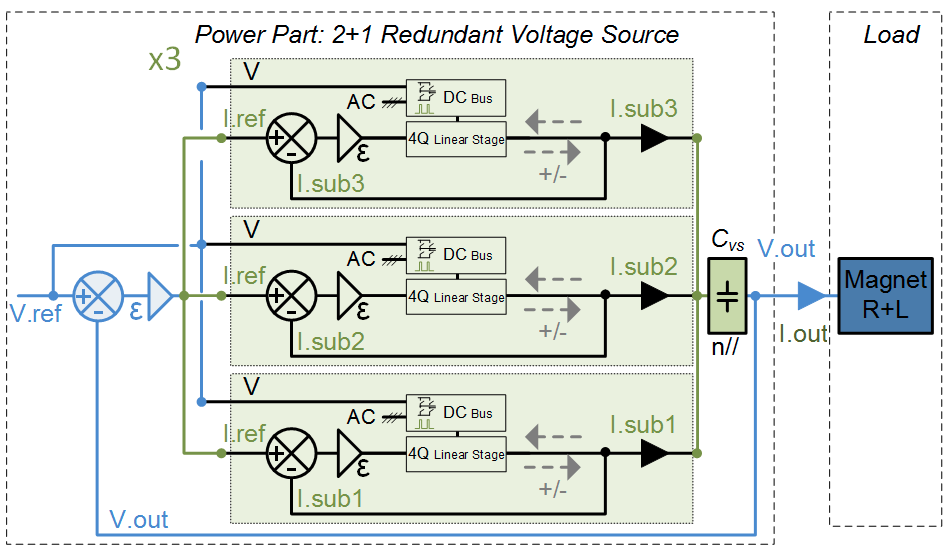 Power Part: 2+1 Redundant Voltage Source
Load
x3
V
AC
DC Bus
I.ref
+
-
ε
4Q Linear Stage
+/-
I.sub3
I.sub3
V
AC
DC Bus
I.ref
+
-
ε
4Q Linear Stage
+/-
I.sub2
I.sub2
V
AC
DC Bus
I.ref
+
-
ε
4Q Linear Stage
+/-
I.sub1
I.sub1
V.ref
+
-
ε
V.out
Cvs
n//
V.out
I.out
Magnet
R+L